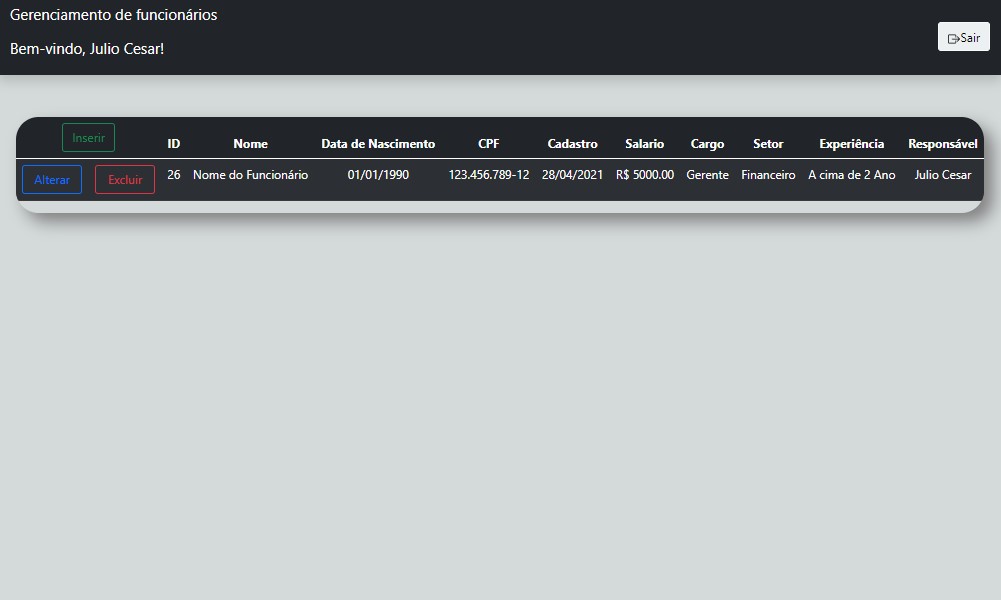 Gerenciamento de funcionários
Bem-vindo, Julio Cesar!
Sair
Inserir ID Nome Data de Nascimento CPF Cadastro Salario Cargo Setor Experiência Responsável
Alterar Excluir 26 Nome do Funcionário 01/01/1990 123.456.789-12 28/04/2021 R$ 5000.00 Gerente Financeiro A cima de 2 Ano Julio Cesar